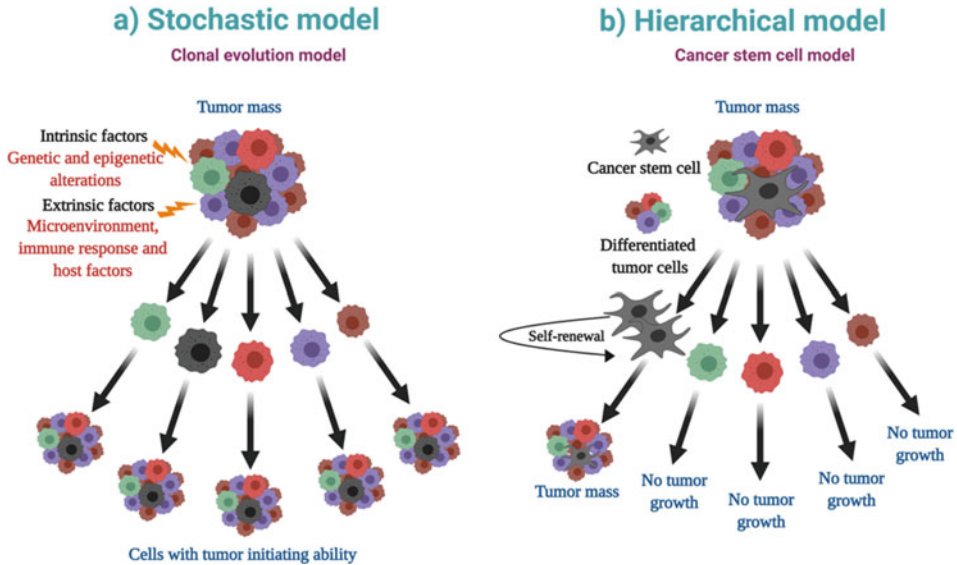 a) Stochastic model
Clonal evolution model
Tumor mass
Intrinsic factors
Genetic and epigenetic
alterations
Extrinsic factors
Microenvironment,
immune response and
host factors
Cells with tumor initiating ability
b) Hierarchical model
Cancer stem cell model
Tumor mass
Cancer stem cell
Differentiated
tumor cells
Self-renewal
Tumor mass
No tumor
growth
No tumor
growth
No tumor
growth
No tumor
growth